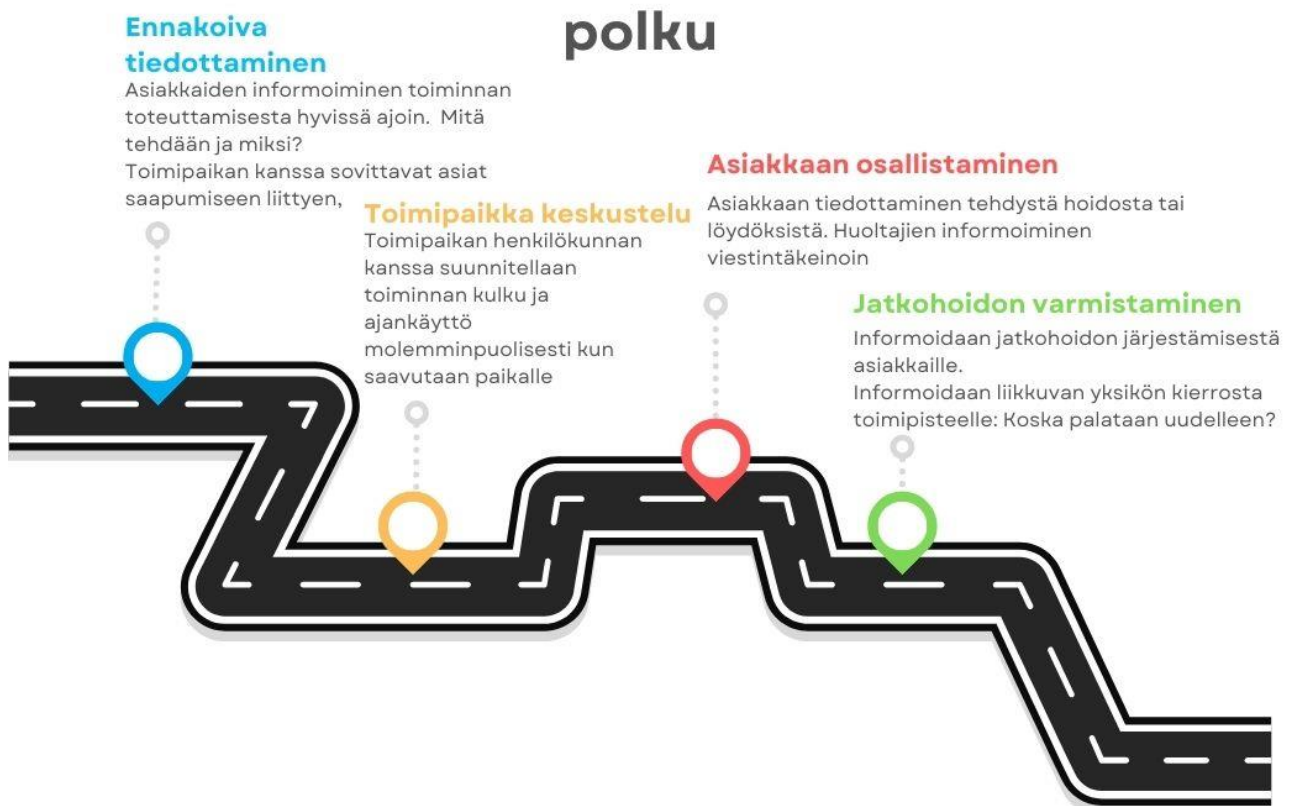 polku
Ennakoiva
tiedottaminen
Asiakkaiden informoiminen toiminnan
toteuttamisesta hyvissä ajoin. Mitä
tehdään ja miksi?
Toimipaikan kanssa sovittavat asiat
saapumiseen liittyen,
Toimipaikka keskustelu
Toimipaikan henkilökunnan
kanssa suunnitellaan
toiminnan kulku ja
ajankäyttö
molemminpuolisesti kun
saavutaan paikalle
Asiakkaan osallistaminen
Asiakkaan tiedottaminen tehdystä hoidosta tai
löydöksistä. Huoltajien informoiminen
viestintäkeinoin
Jatkohoidon varmistaminen
Informoidaan jatkohoidon järjestämisestä
asiakkaille.
Informoidaan liikkuvan yksikön kierrosta
toimipisteelle: Koska palataan uudelleen?